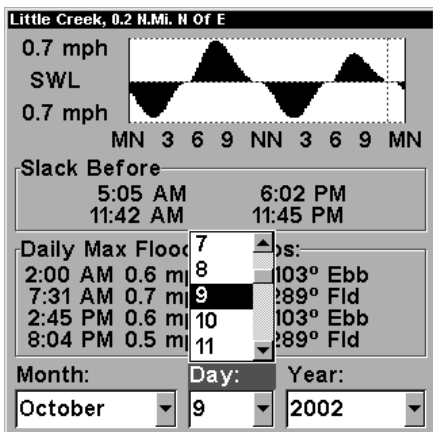 Little Creek, 0.2 N.Mi. N Of E
0.7 mph
SWL
0.7 mph
MN 3 6 9 NN 3 6 9 MN
Slack Before
5:05 AM 6:02 PM
11:42 AM 11:45 PM
Daily Max Flood os:
2:00 AM 0.6 m 103º Ebb
7:31 AM 0.7 m 289º Fld
2:45 PM 0.6 m 103º Ebb
8:04 PM 0.5 m 289º Fld
7
8
9
10
11
Month: Day: Year:
October 9 2002